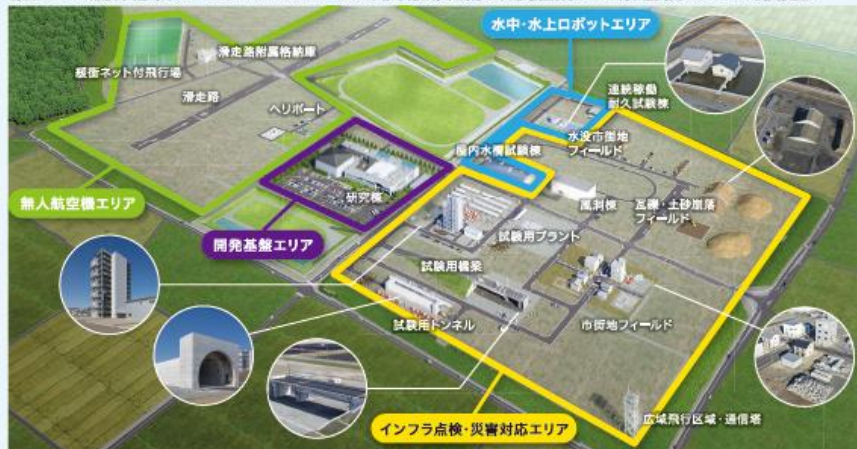 水中・水上ロボットエリア
緩衝ネット付飛行場
滑走路附属格納庫
滑走路
ヘリポート
連続稼働
耐久試験棟
水没市街地
フィールド
屋内水槽試験棟
無人航空機エリア
研究棟
開発基盤エリア
風洞棟
瓦礫・土砂崩落
フィールド
試験用プラント
試験用橋梁
試験用トンネル
市街地フィールド
インフラ点検・災害対応エリア
広域飛行区域・通信塔